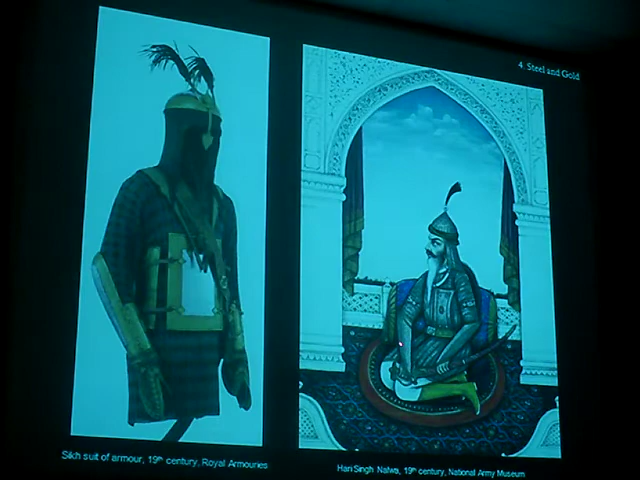 4. Steel and Gold
Sikh suit of armour, 19th century, Royal Armouries
Hari Singh Nalwa, 19th century, National Army Museum